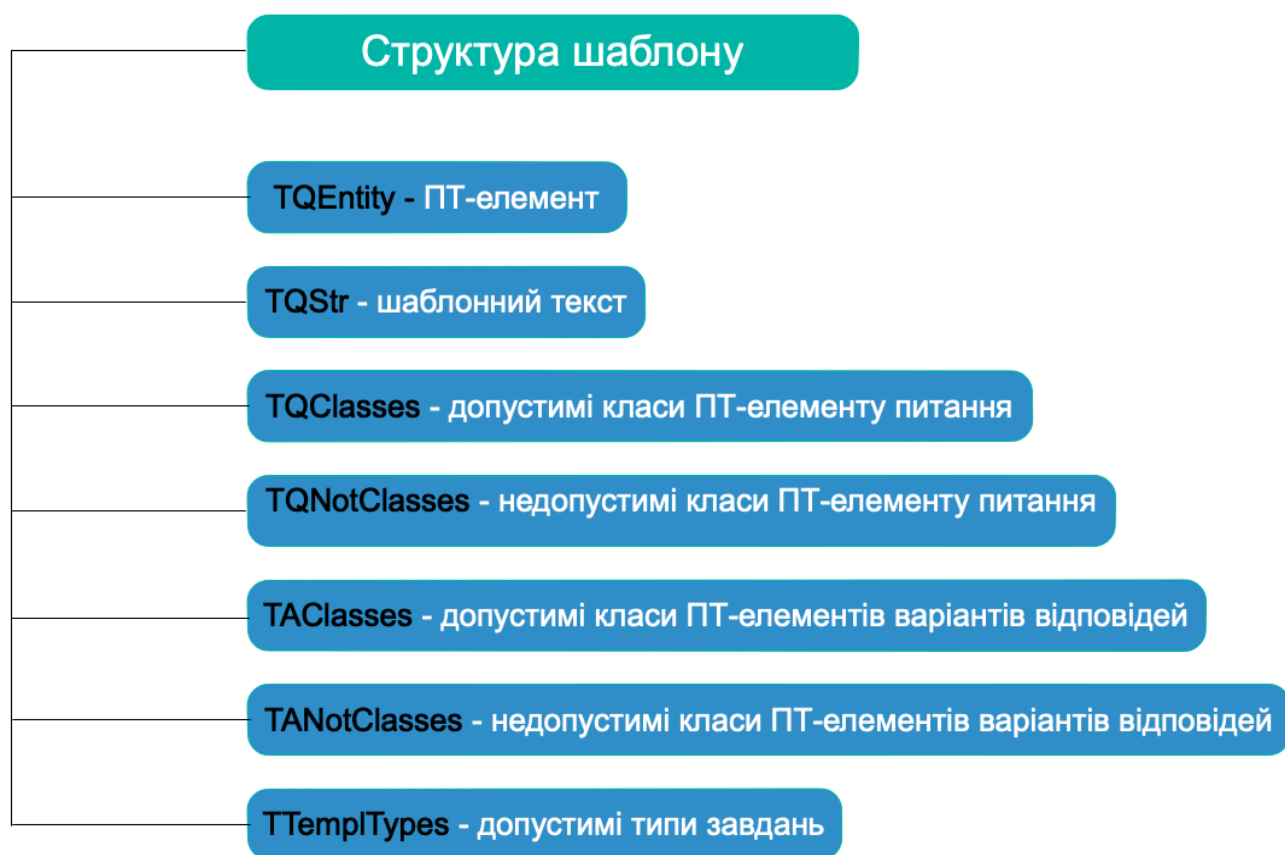 Структура шаблону
TQEntity - ПТ-елемент
TQStr - шаблонний текст
TQClasses - допустимі класи ПТ-елементу питання
TQNotClasses - недопустимі класи ПТ-елементу питання
TAClasses - допустимі класи ПТ-елементів варіантів відповідей
TANotClasses - недопустимі класи ПТ-елементів варіантів відповідей
TTemplTypes - допустимі типи завдань